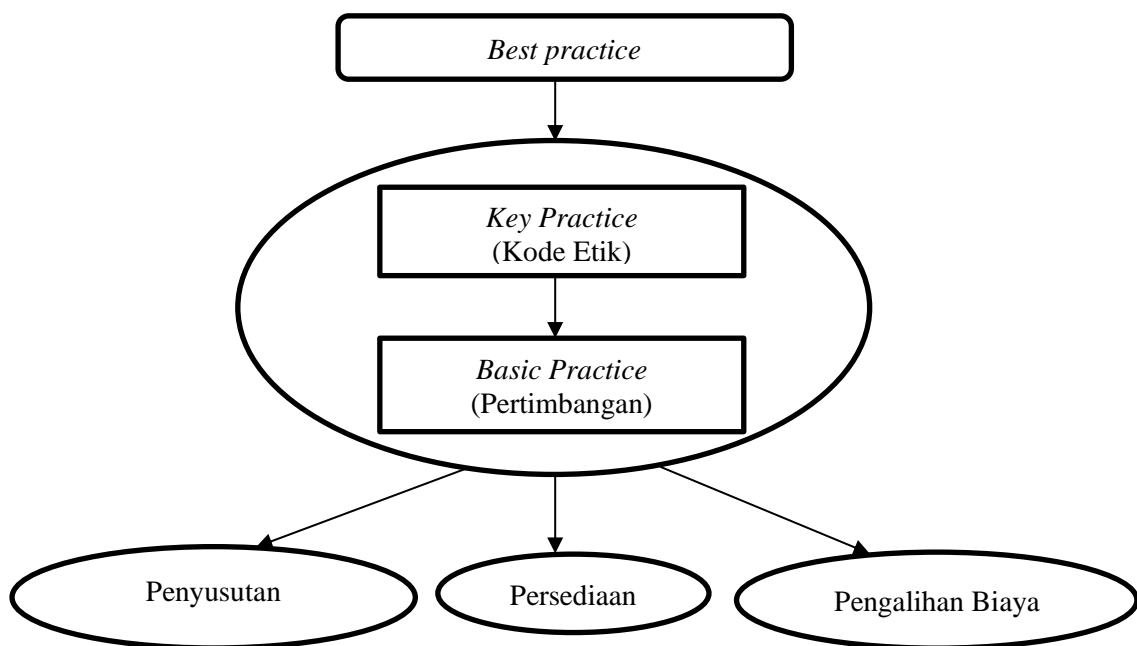 Best practice
Key Practice
(Kode Etik)
Basic Practice
(Pertimbangan)
Penyusutan
Persediaan
Pengalihan Biaya